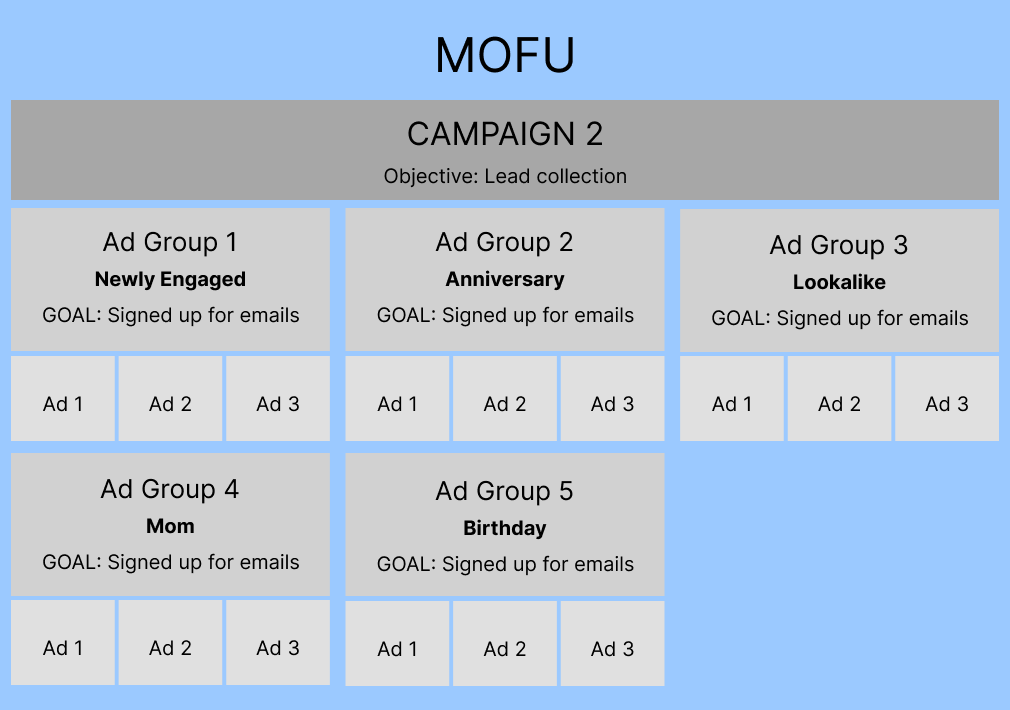 MOFU
CAMPAIGN 2
Objective: Lead collection
Ad Group 1
Newly Engaged
GOAL: Signed up for emails
Ad 1
Ad 2
Ad 3
Ad Group 2
Anniversary
GOAL: Signed up for emails
Ad 1
Ad 2
Ad 3
Ad Group 3
Lookalike
GOAL: Signed up for emails
Ad 1
Ad 2
Ad 3
Ad Group 4
Mom
GOAL: Signed up for emails
Ad 1
Ad 2
Ad 3
Ad Group 5
Birthday
GOAL: Signed up for emails
Ad 1
Ad 2
Ad 3